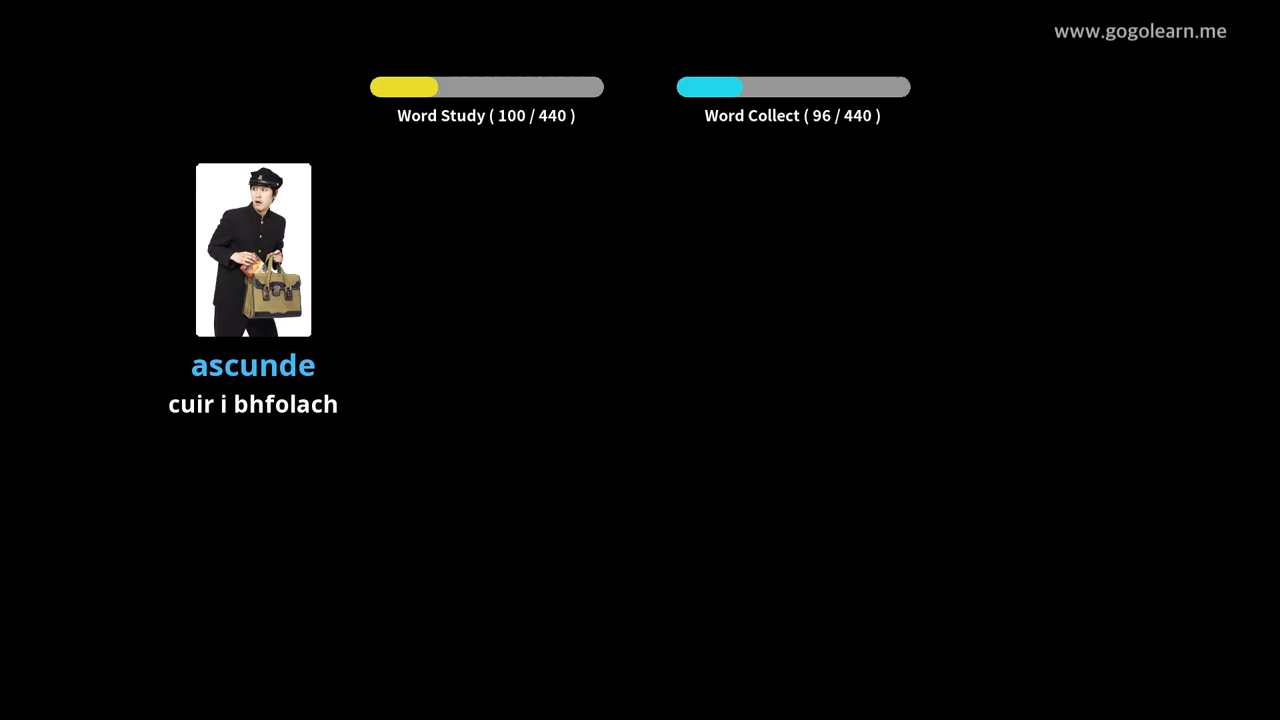 www.gogolearn.me
Word Study ( 100 / 440 )
Word Collect ( 96 / 440 )
ascunde
cuir i bhfolach